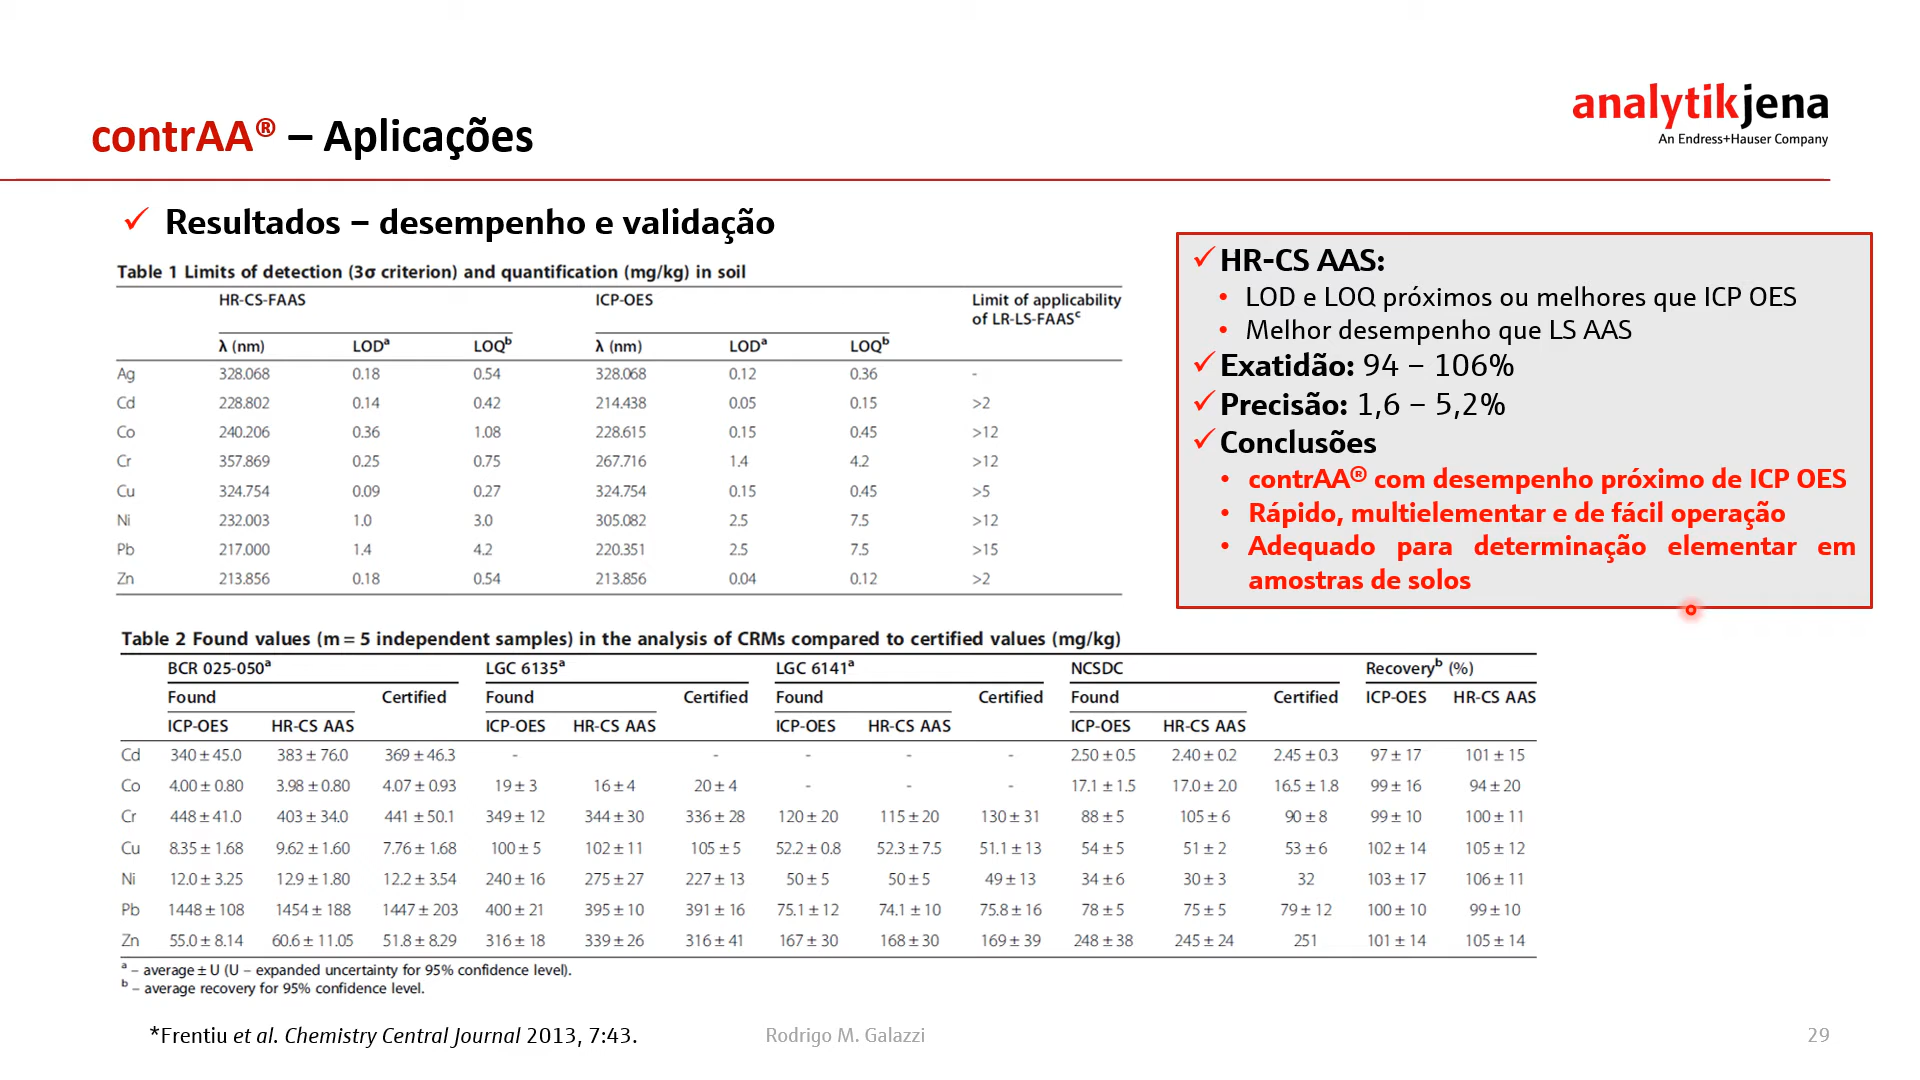 analytikjena
An Endress+Hauser Company
contrAA® – Aplicações
✓ Resultados – desempenho e validação
Table 1 Limits of detection (3σ criterion) and quantification (mg/kg) in soil
HR-CS-FAAS ICP-OES Limit of applicability
of LR-LS-FAASᶜ
λ (nm) LODᵃ LOQᵇ λ (nm) LODᵃ LOQᵇ
Ag 328.068 0.18 0.54 328.068 0.12 0.36 -
Cd 228.802 0.14 0.42 214.438 0.05 0.15 >2
Co 240.206 0.36 1.08 228.615 0.15 0.45 >12
Cr 357.869 0.25 0.75 267.716 1.4 4.2 >12
Cu 324.754 0.09 0.27 324.754 0.15 0.45 >5
Ni 232.003 1.0 3.0 305.082 2.5 7.5 >12
Pb 217.000 1.4 4.2 220.351 2.5 7.5 >15
Zn 213.856 0.18 0.54 213.856 0.04 0.12 >2
✓ HR-CS AAS:
• LOD e LOQ próximos ou melhores que ICP OES
• Melhor desempenho que LS AAS
✓ Exatidão: 94 – 106%
✓ Precisão: 1,6 – 5,2%
✓ Conclusões
• contrAA® com desempenho próximo de ICP OES
• Rápido, multielementar e de fácil operação
• Adequado para determinação elementar em
amostras de solos
Table 2 Found values (m = 5 independent samples) in the analysis of CRMs compared to certified values (mg/kg)
BCR 025-050ᵃ LGC 6135ᵃ LGC 6141ᵃ NCSDC Recoveryᵇ (%)
Found Certified Found Certified Found Certified Found Certified ICP-OES HR-CS AAS
ICP-OES HR-CS AAS ICP-OES HR-CS AAS ICP-OES HR-CS AAS ICP-OES HR-CS AAS
Cd 340 ± 45.0 383 ± 76.0 369 ± 46.3 - - - - - 2.50 ± 0.5 2.40 ± 0.2 2.45 ± 0.3 97 ± 17 101 ± 15
Co 4.00 ± 0.80 3.98 ± 0.80 4.07 ± 0.93 19 ± 3 16 ± 4 20 ± 4 - - - 17.1 ± 1.5 17.0 ± 2.0 16.5 ± 1.8 99 ± 16 94 ± 20
Cr 448 ± 41.0 403 ± 34.0 441 ± 50.1 349 ± 12 344 ± 30 336 ± 28 120 ± 20 115 ± 20 130 ± 31 88 ± 5 105 ± 6 90 ± 8 99 ± 10 100 ± 11
Cu 8.35 ± 1.68 9.62 ± 1.60 7.76 ± 1.68 100 ± 5 102 ± 11 105 ± 5 52.2 ± 0.8 52.3 ± 7.5 51.1 ± 13 54 ± 5 51 ± 2 53 ± 6 102 ± 14 105 ± 12
Ni 12.0 ± 3.25 12.9 ± 1.80 12.2 ± 3.54 240 ± 16 275 ± 27 227 ± 13 50 ± 5 50 ± 5 49 ± 13 34 ± 6 30 ± 3 32 103 ± 17 106 ± 11
Pb 1448 ± 108 1454 ± 188 1447 ± 203 400 ± 21 395 ± 10 391 ± 16 75.1 ± 12 74.1 ± 10 75.8 ± 16 78 ± 5 75 ± 5 79 ± 12 100 ± 10 99 ± 10
Zn 55.0 ± 8.14 60.6 ± 11.05 51.8 ± 8.29 316 ± 18 339 ± 26 316 ± 41 167 ± 30 168 ± 30 169 ± 39 248 ± 38 245 ± 24 251 101 ± 14 105 ± 14
ᵃ – average ± U (U – expanded uncertainty for 95% confidence level).
ᵇ – average recovery for 95% confidence level.
*Frentiu et al. Chemistry Central Journal 2013, 7:43.
Rodrigo M. Galazzi
29